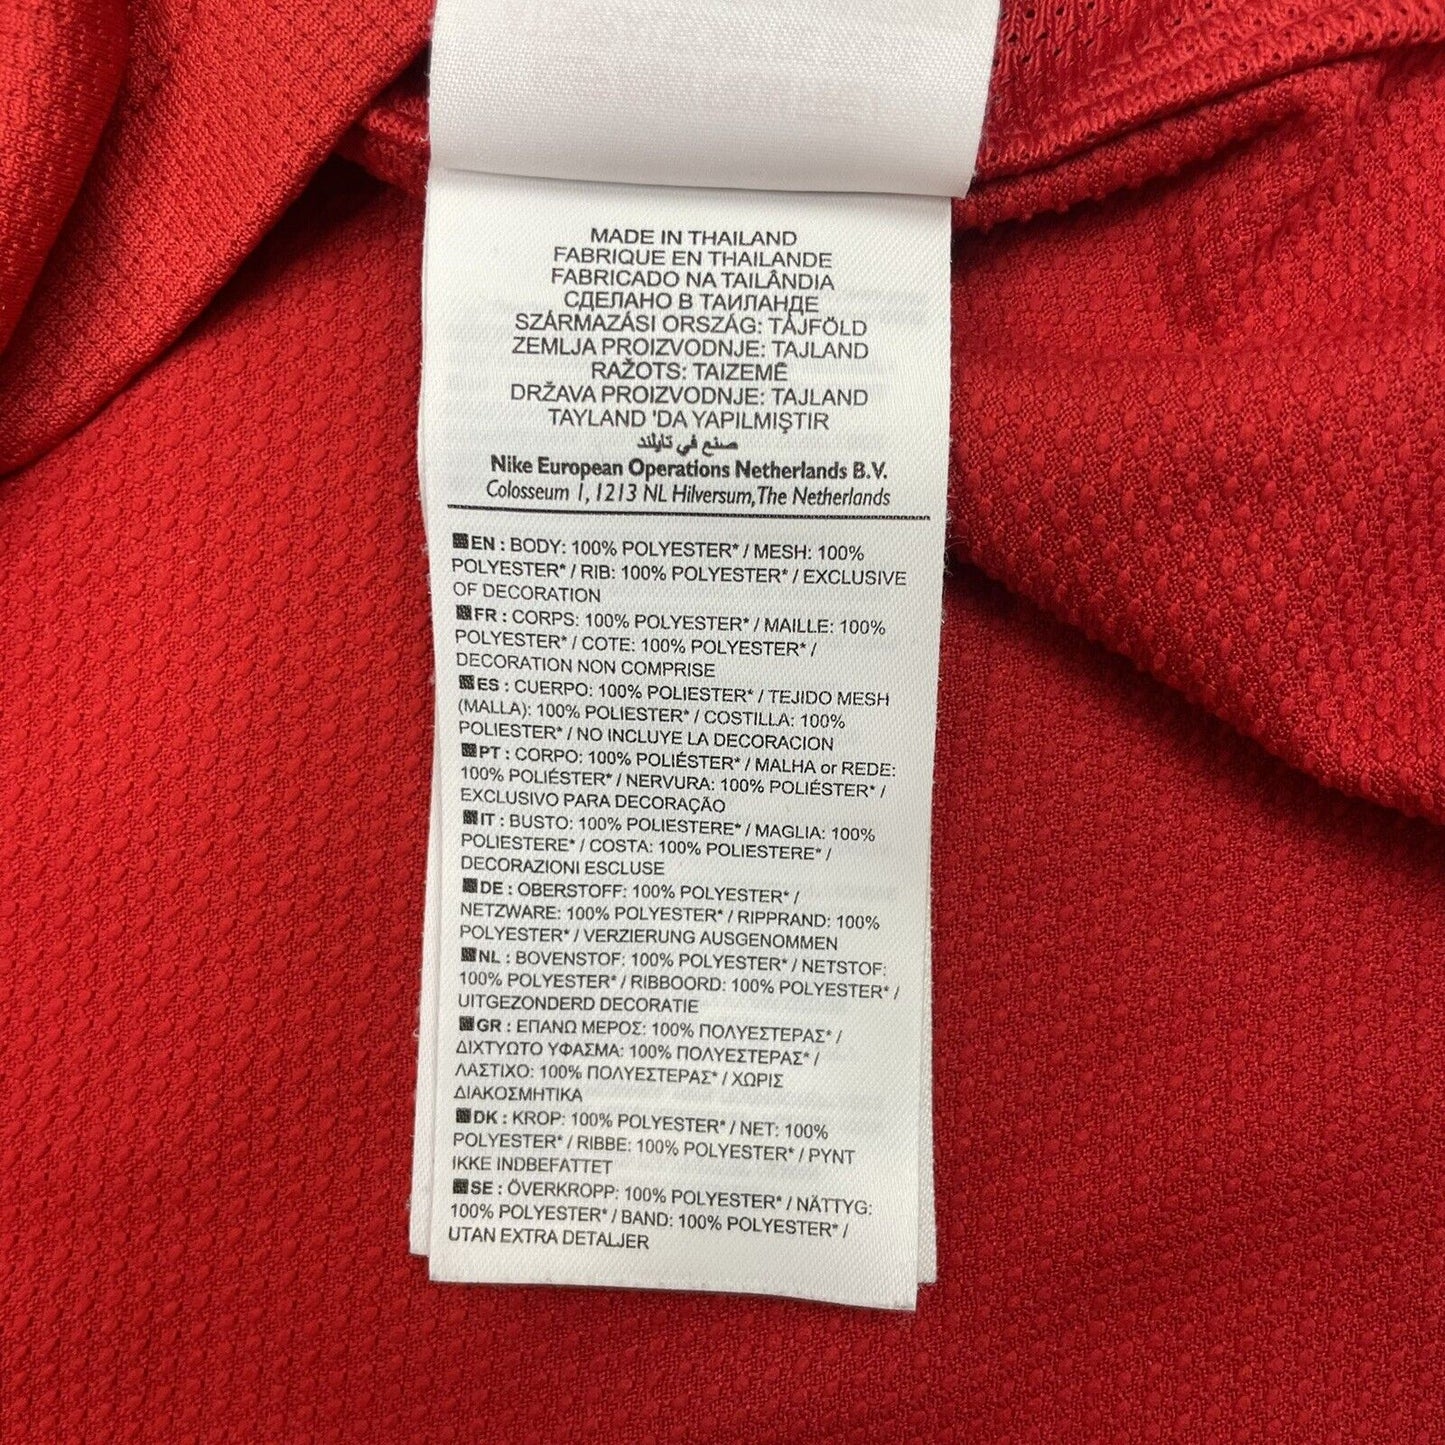 MADE IN THAILAND
FABRIQUE EN THAILANDE
FABRICADO NA TAILÂNDIA
СДЕЛАНО В ТАИЛАНДЕ
SZÁRMAZÁSI ORSZÁG: TÅJFÖLD
ZEMLJA PROIZVODNJE: TAJLAND
RAŽOTS: TAIZEMĒ
DRŽAVA PROIZVODNJE: TAJLAND
TAYLAND 'DA YAPILMIŞTIR
صنع في تايلند
Nike European Operations Netherlands B.V.
Colosseum 1, 1213 NL Hilversum, The Netherlands
EN : BODY: 100% POLYESTER* / MESH: 100%
POLYESTER* / RIB: 100% POLYESTER* / EXCLUSIVE
OF DECORATION
FR : CORPS: 100% POLYESTER* / MAILLE: 100%
POLYESTER* / COTE: 100% POLYESTER* /
DECORATION NON COMPRISE
ES : CUERPO: 100% POLIESTER* / TEJIDO MESH
(MALLA): 100% POLIESTER* / COSTILLA: 100%
POLIESTER* / NO INCLUYE LA DECORACION
PT : CORPO: 100% POLIÉSTER* / MALHA or REDE:
100% POLIÉSTER* / NERVURA: 100% POLIÉSTER* /
EXCLUSIVO PARA DECORAÇÃO
IT : BUSTO: 100% POLIESTERE* / MAGLIA: 100%
POLIESTERE* / COSTA: 100% POLIESTERE* /
DECORAZIONI ESCLUSE
DE : OBERSTOFF: 100% POLYESTER* /
NETZWARE: 100% POLYESTER* / RIPPRAND: 100%
POLYESTER* / VERZIERUNG AUSGENOMMEN
NL : BOVENSTOF: 100% POLYESTER* / NETSTOF:
100% POLYESTER* / RIBBOORD: 100% POLYESTER* /
UITGEZONDERD DECORATIE
GR : ΕΠΑΝΩ ΜΕΡΟΣ: 100% ΠΟΛΥΕΣΤΕΡΑΣ* /
ΔΙΧΤΥΩΤΟ ΥΦΑΣΜΑ: 100% ΠΟΛΥΕΣΤΕΡΑΣ* /
ΛΑΣΤΙΧΟ: 100% ΠΟΛΥΕΣΤΕΡΑΣ* / ΧΩΡΙΣ
ΔΙΑΚΟΣΜΗΤΙΚΑ
DK : KROP: 100% POLYESTER* / NET: 100%
POLYESTER* / RIBBE: 100% POLYESTER* / PYNT
IKKE INDBEFATTET
SE : ÖVERKROPP: 100% POLYESTER* / NÄTTYG:
100% POLYESTER* / BAND: 100% POLYESTER* /
UTAN EXTRA DETALJER